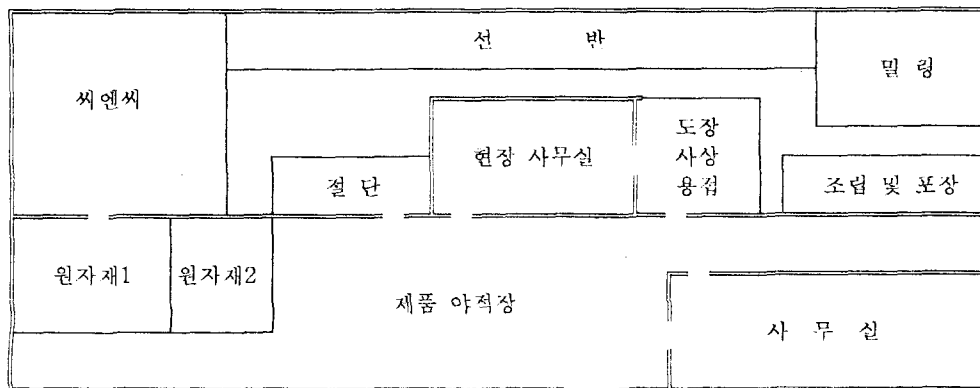 선 반
밀 링
씨엔씨
도장
현장 사무실
사상
절 단
용접
조립 및 포장
원자재1
원자재2
제품 야적장
사 무 실